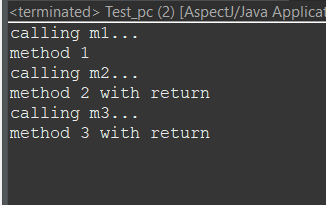 <terminated> Test_pc (2) [AspectJ/Java Applicat
calling m1...
method 1
calling m2...
method 2 with return
calling m3...
method 3 with return